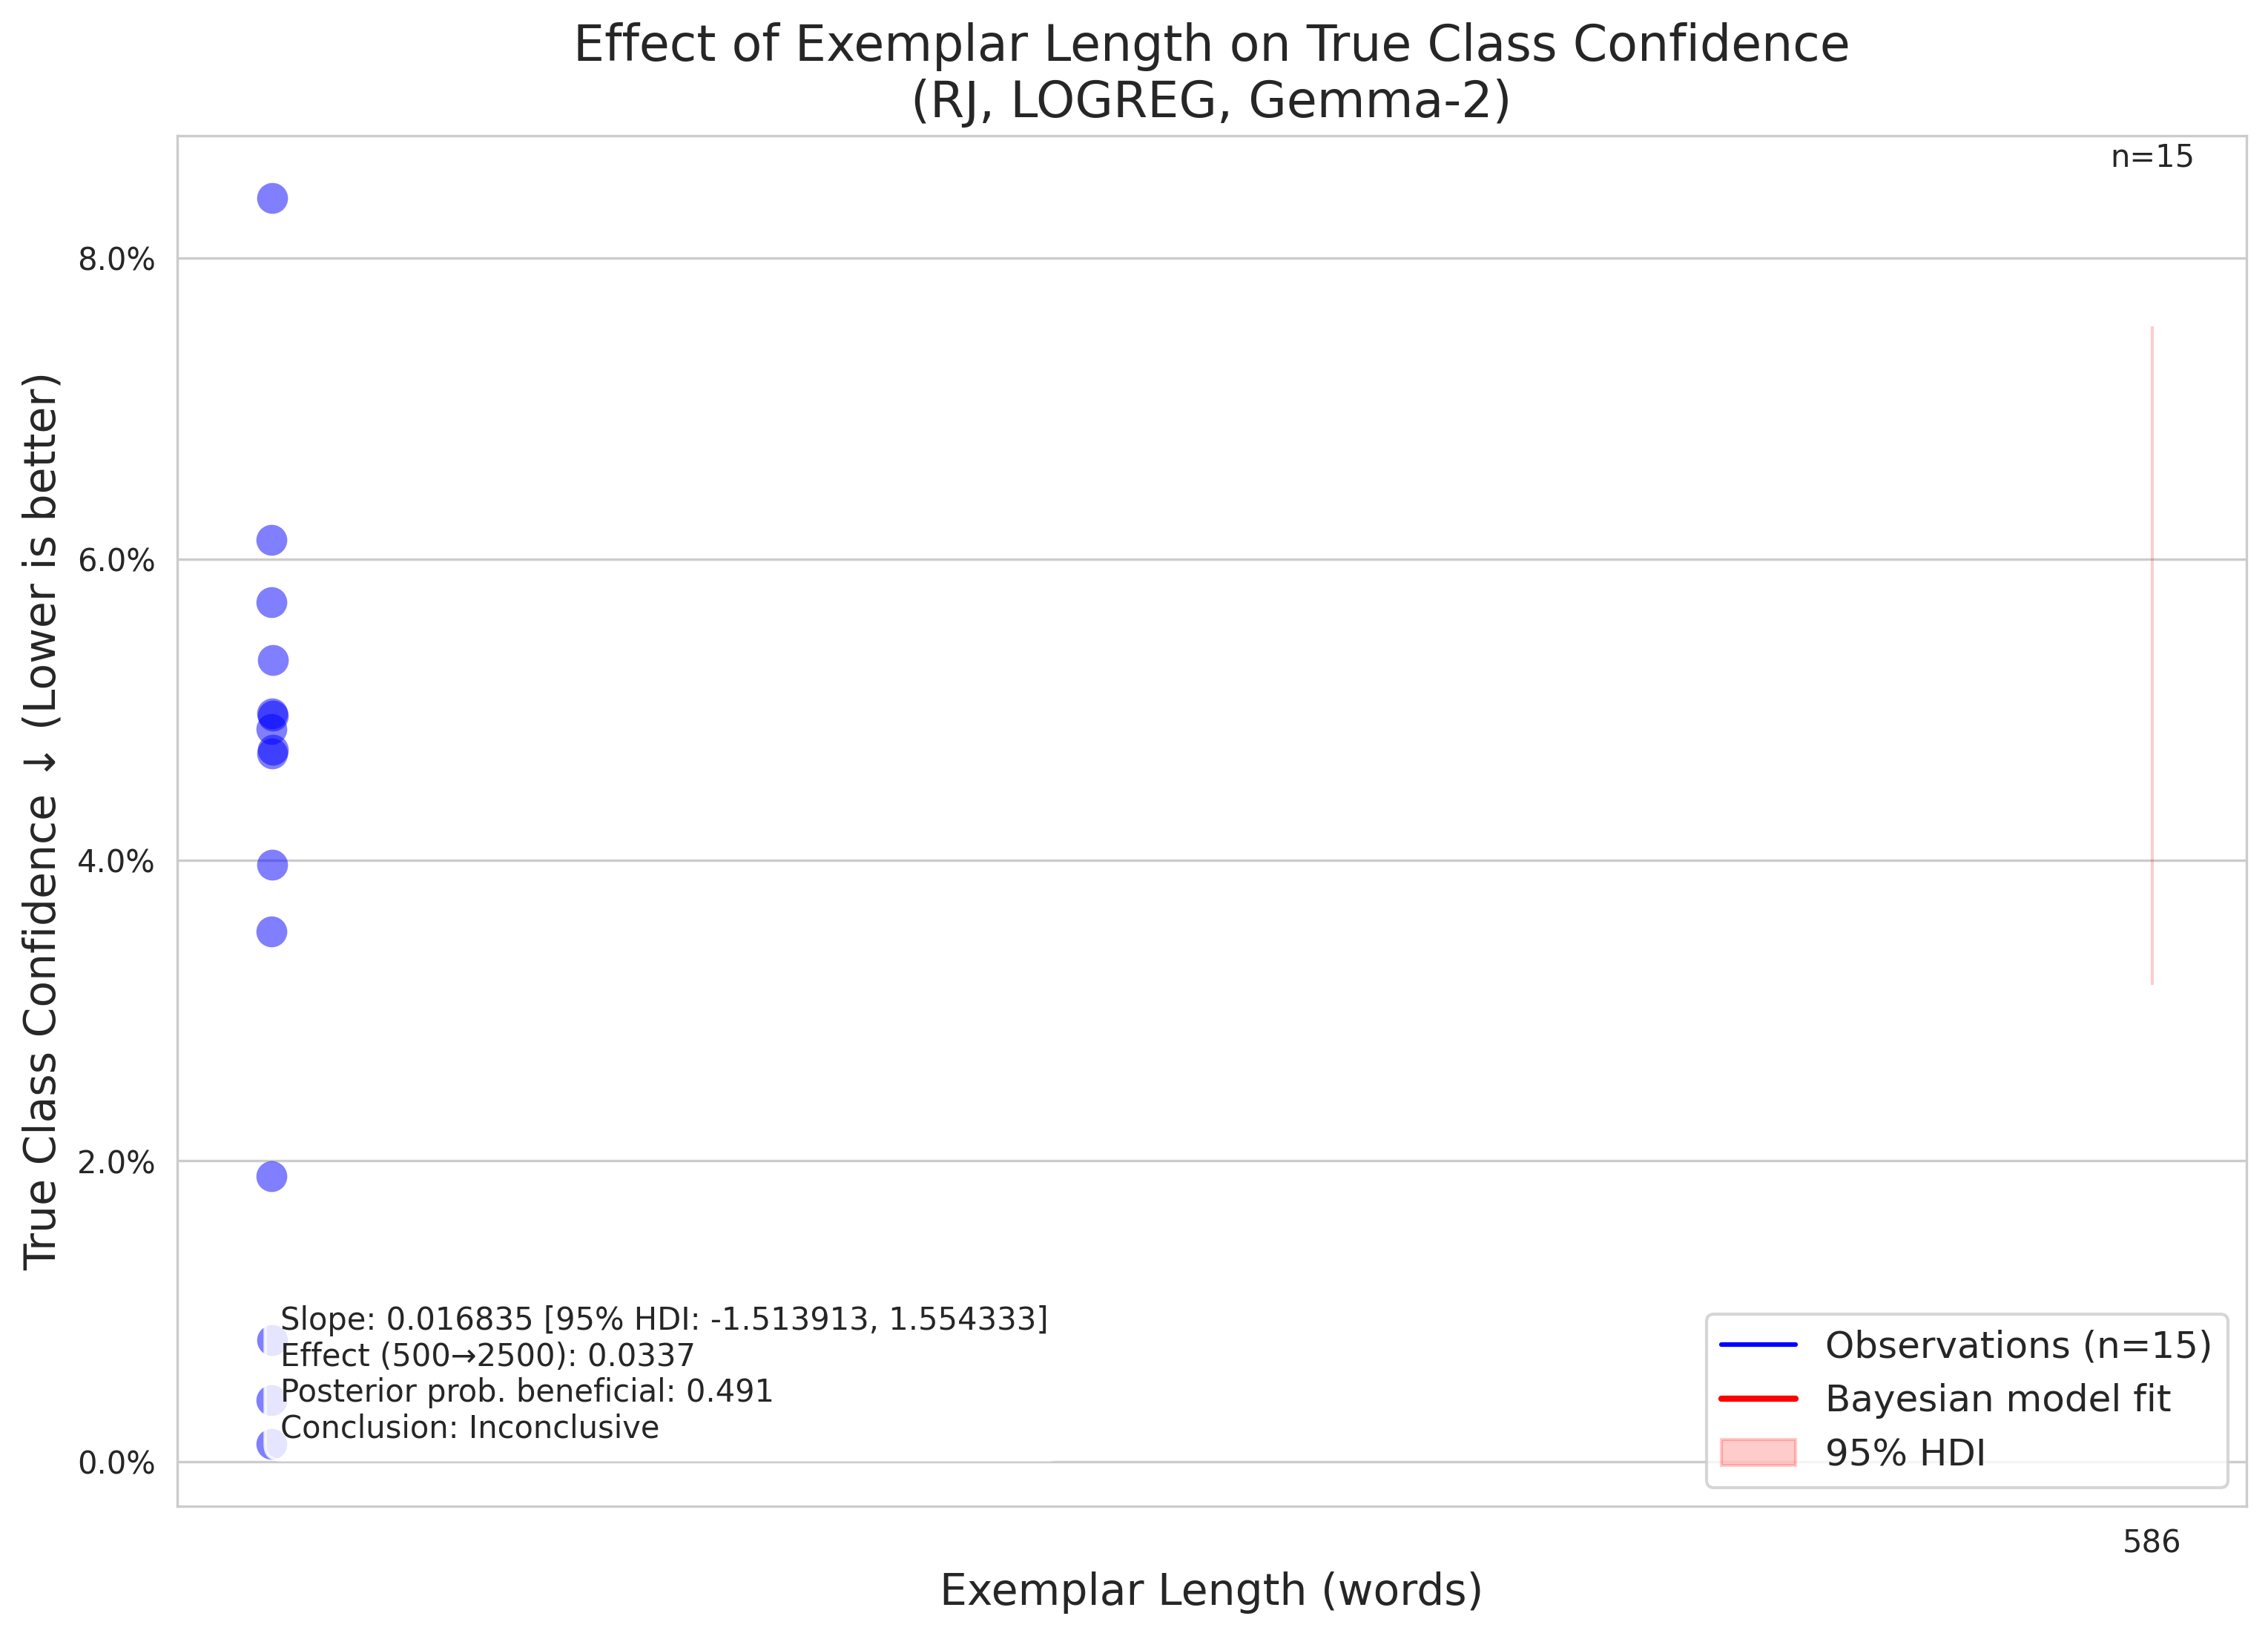 Effect of Exemplar Length on True Class Confidence
(RJ, LOGREG, Gemma-2)
n=15
True Class Confidence ↓ (Lower is better)
8.0%
6.0%
4.0%
2.0%
0.0%
Slope: 0.016835 [95% HDI: -1.513913, 1.554333]
Effect (500→2500): 0.0337
Posterior prob. beneficial: 0.491
Conclusion: Inconclusive
Observations (n=15)
Bayesian model fit
95% HDI
586
Exemplar Length (words)